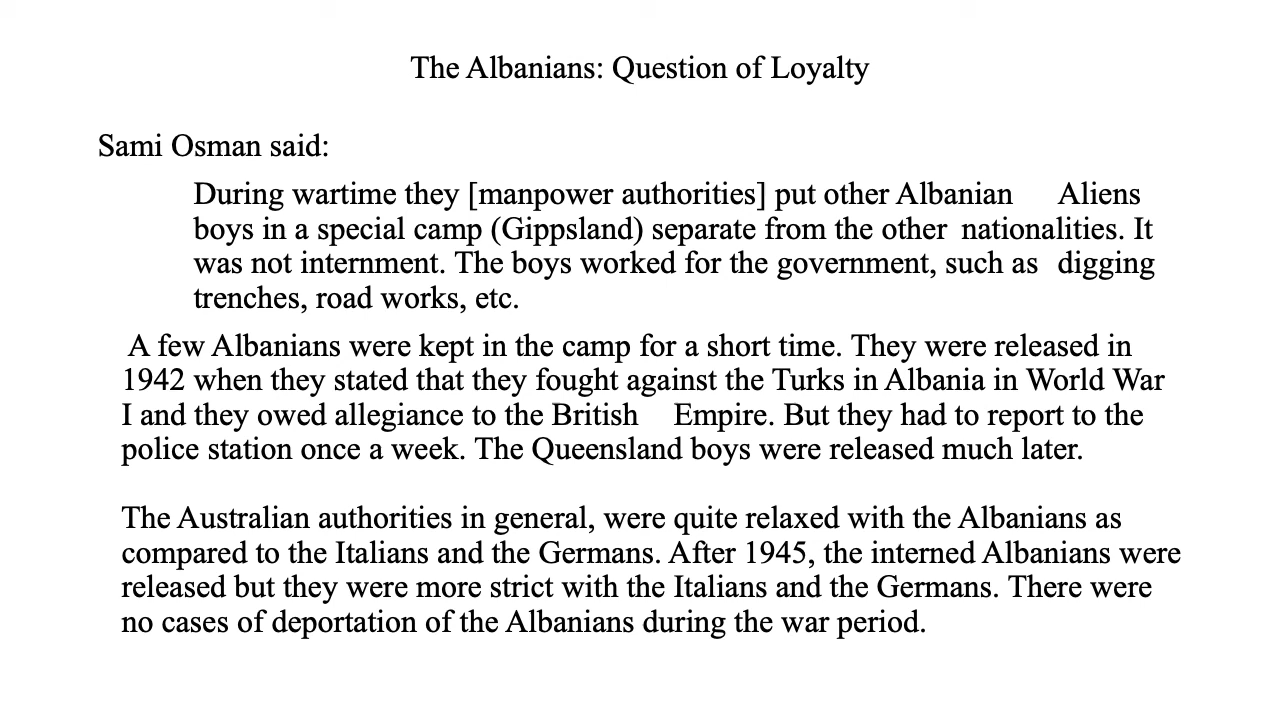 The Albanians: Question of Loyalty
Sami Osman said:
During wartime they [manpower authorities] put other Albanian Aliens
boys in a special camp (Gippsland) separate from the other nationalities. It
was not internment. The boys worked for the government, such as digging
trenches, road works, etc.
A few Albanians were kept in the camp for a short time. They were released in
1942 when they stated that they fought against the Turks in Albania in World War
I and they owed allegiance to the British Empire. But they had to report to the
police station once a week. The Queensland boys were released much later.
The Australian authorities in general, were quite relaxed with the Albanians as
compared to the Italians and the Germans. After 1945, the interned Albanians were
released but they were more strict with the Italians and the Germans. There were
no cases of deportation of the Albanians during the war period.